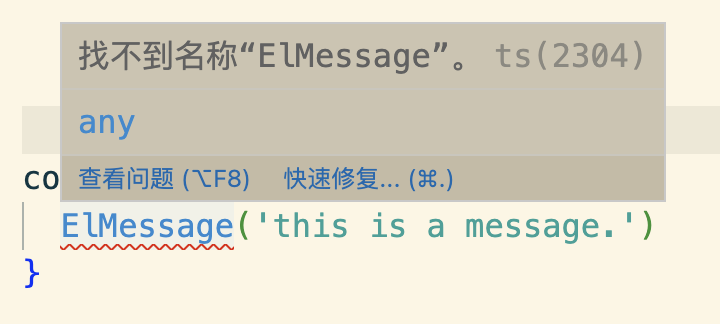 找不到名称“ElMessage”。 ts(2304)
any
查看问题 (⌥F8) 快速修复... (⌘.)
co
ElMessage('this is a message.')
}